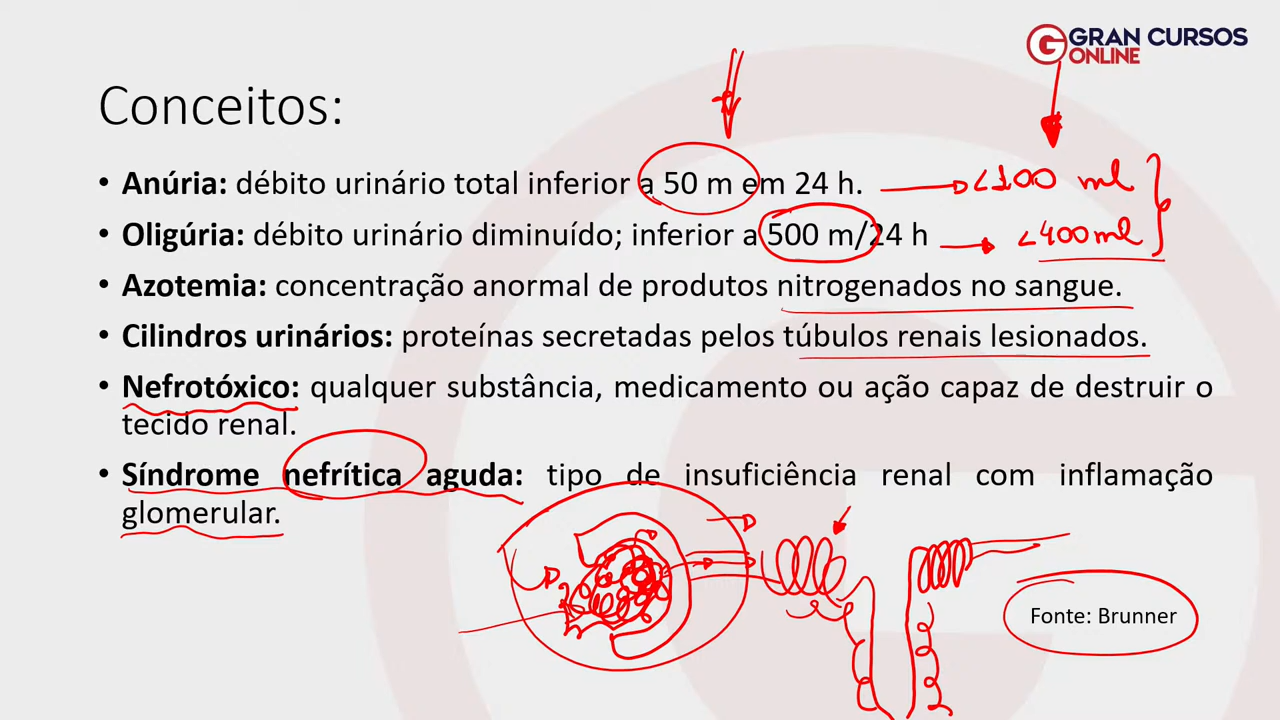 GRAN CURSOS
ONLINE
Conceitos:
• Anúria: débito urinário total inferior a 50 m em 24 h. <100 ml
• Oligúria: débito urinário diminuído; inferior a 500 m/24 h <400ml
• Azotemia: concentração anormal de produtos nitrogenados no sangue.
• Cilindros urinários: proteínas secretadas pelos túbulos renais lesionados.
• Nefrotóxico: qualquer substância, medicamento ou ação capaz de destruir o
tecido renal.
• Síndrome nefrítica aguda: tipo de insuficiência renal com inflamação
glomerular.
Fonte: Brunner